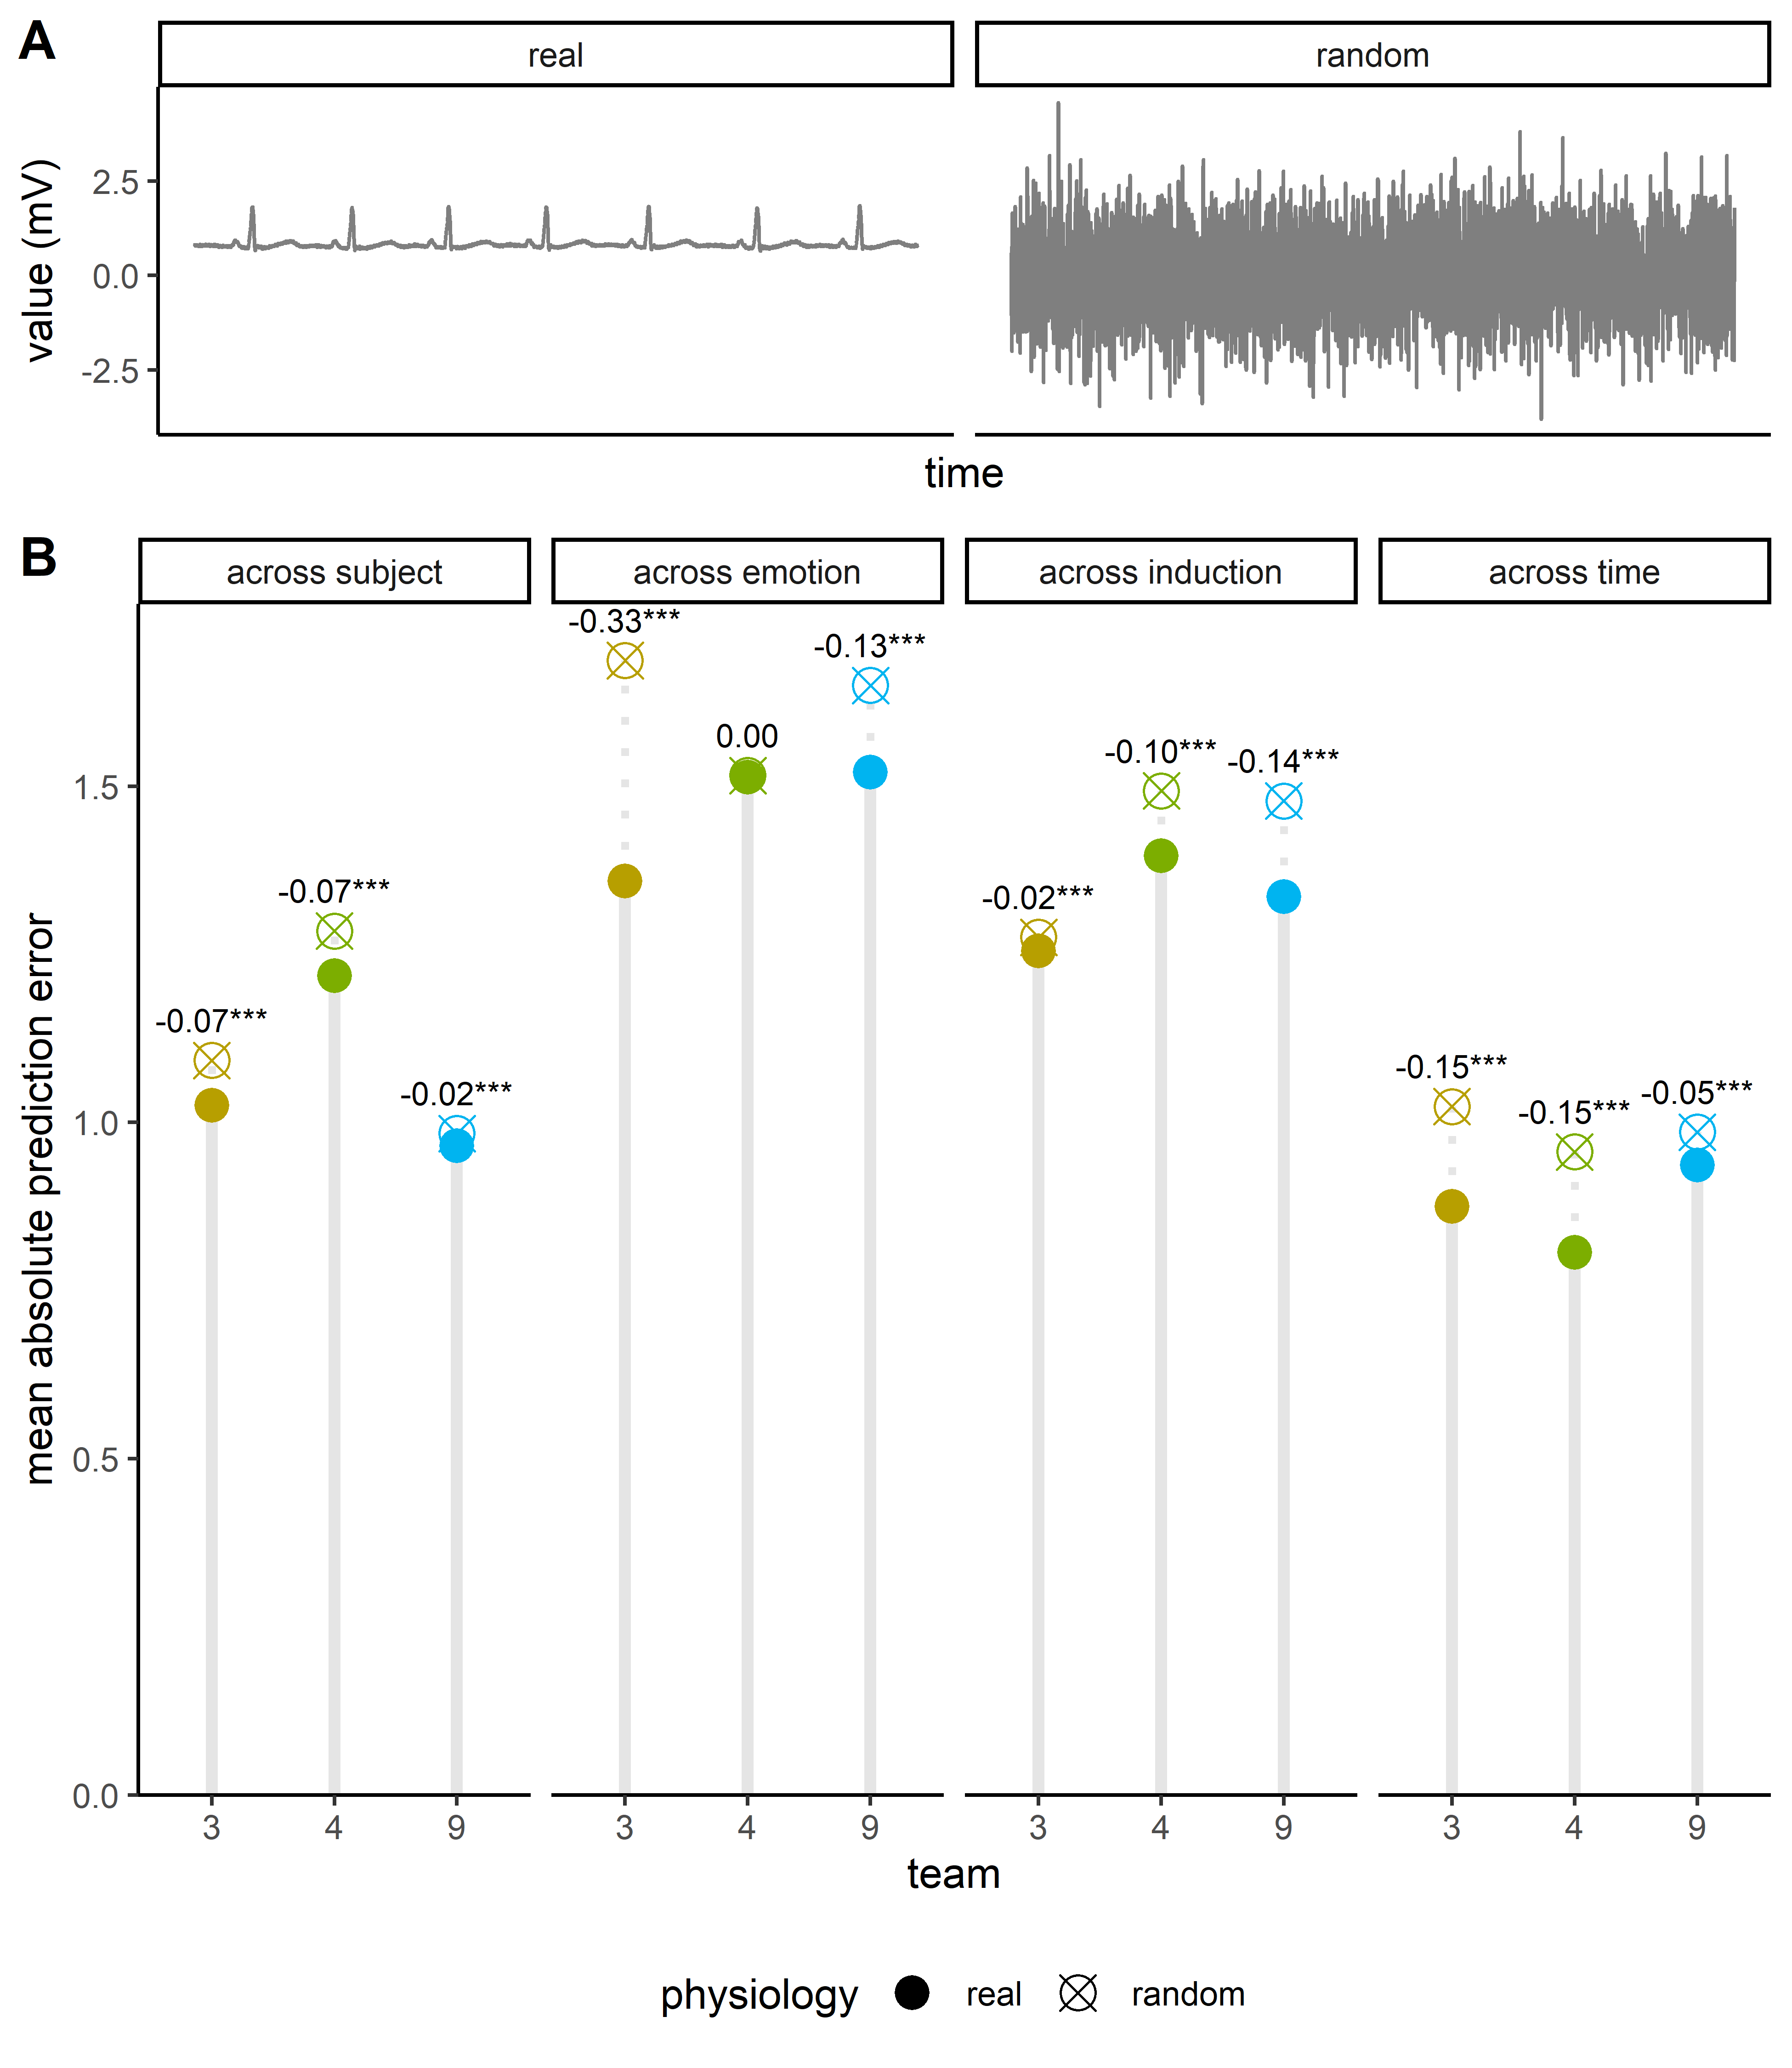 A
real
random
value (mV)
2.5
0.0
-2.5
time
B
across subject
across emotion
across induction
across time
mean absolute prediction error
1.5
1.0
0.5
0.0
-0.07***
-0.07***
-0.02***
-0.33***
0.00
-0.13***
-0.02***
-0.10***
-0.14***
-0.15***
-0.15***
-0.05***
3 4 9
3 4 9
3 4 9
3 4 9
team
physiology real random